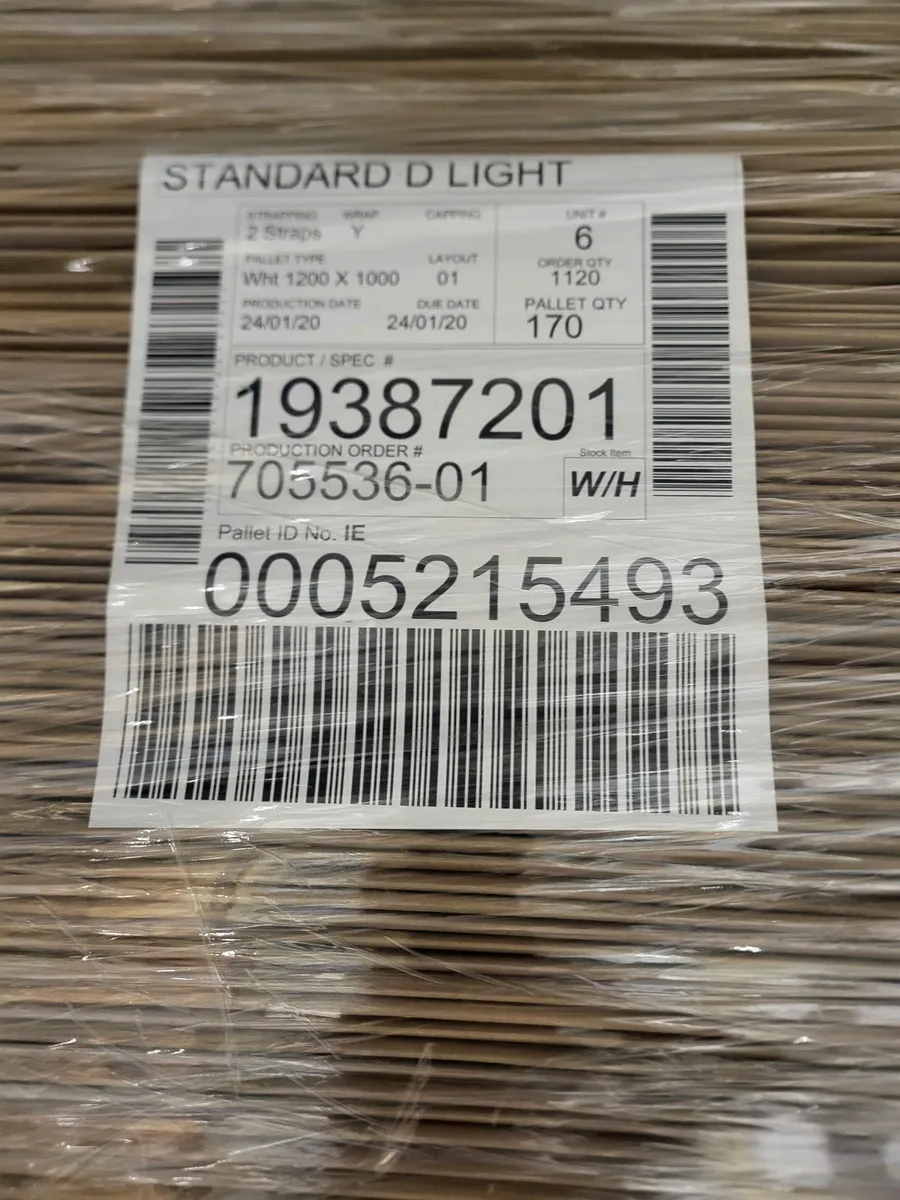 STANDARD D LIGHT
STRAPPING WRAP CAPPING UNIT #
2 Straps Y 6
PALLET TYPE LAYOUT ORDER QTY
Wht 1200 X 1000 01 1120
PRODUCTION DATE DUE DATE PALLET QTY
24/01/20 24/01/20 170
PRODUCT / SPEC #
19387201
PRODUCTION ORDER # Stock Item
705536-01 W/H
Pallet ID No. IE
0005215493